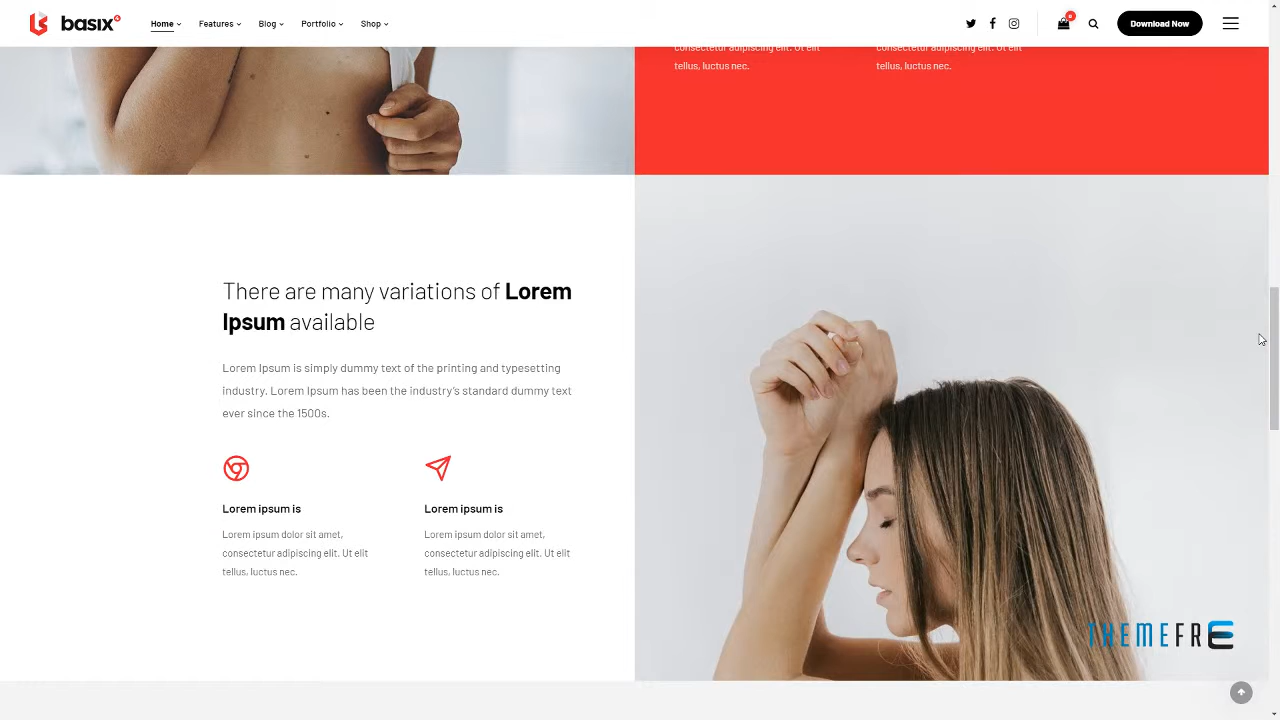 basix
Home Features Blog Portfolio Shop
0
Download Now
consectetur adipiscing elit. Ut elit
tellus, luctus nec.
consectetur adipiscing elit. Ut elit
tellus, luctus nec.
There are many variations of Lorem
Ipsum available
Lorem Ipsum is simply dummy text of the printing and typesetting
industry. Lorem Ipsum has been the industry's standard dummy text
ever since the 1500s.
Lorem ipsum is
Lorem ipsum dolor sit amet,
consectetur adipiscing elit. Ut elit
tellus, luctus nec.
Lorem ipsum is
Lorem ipsum dolor sit amet,
consectetur adipiscing elit. Ut elit
tellus, luctus nec.
THEMEFRE